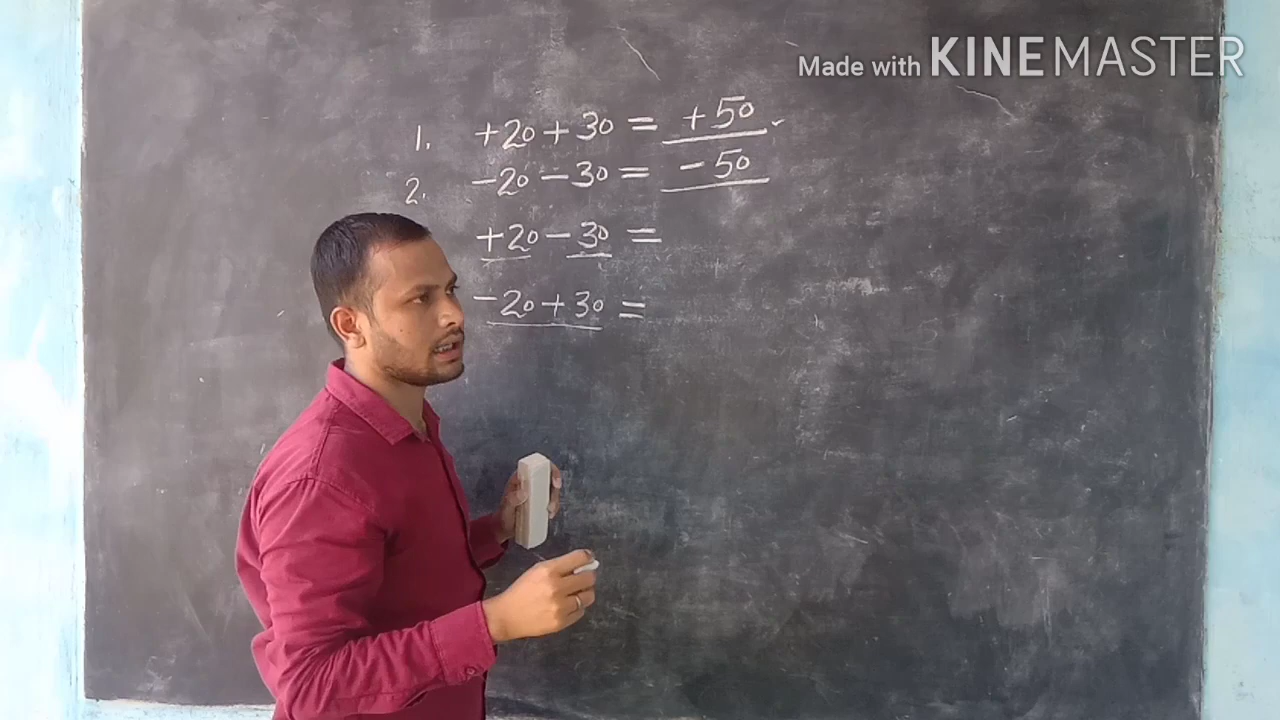 Made with KINEMASTER
1. +20 + 30 = +50
2. -20 - 30 = -50
+20 - 30 =
-20 + 30 =